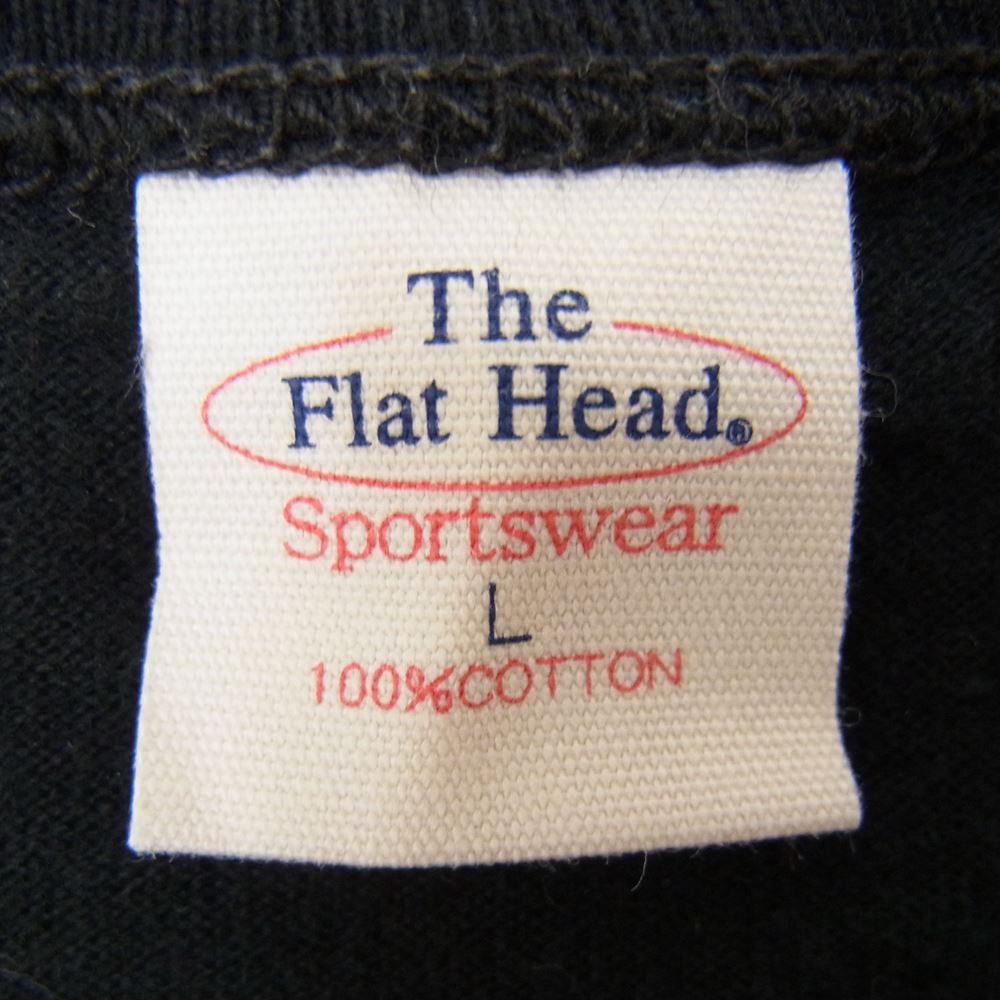 The
Flat Head®
Sportswear
L
100%COTTON